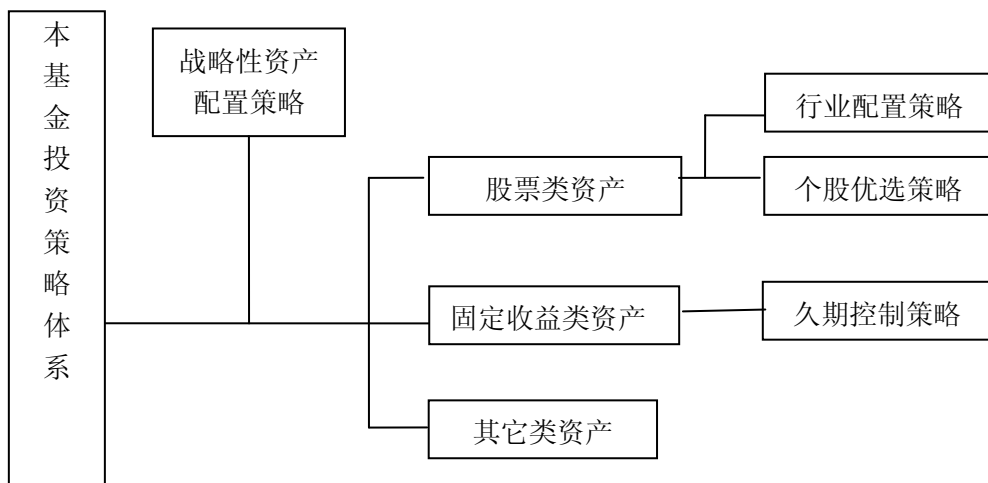 本基金投资策略体系
战略性资产
配置策略
行业配置策略
股票类资产
个股优选策略
固定收益类资产
久期控制策略
其它类资产